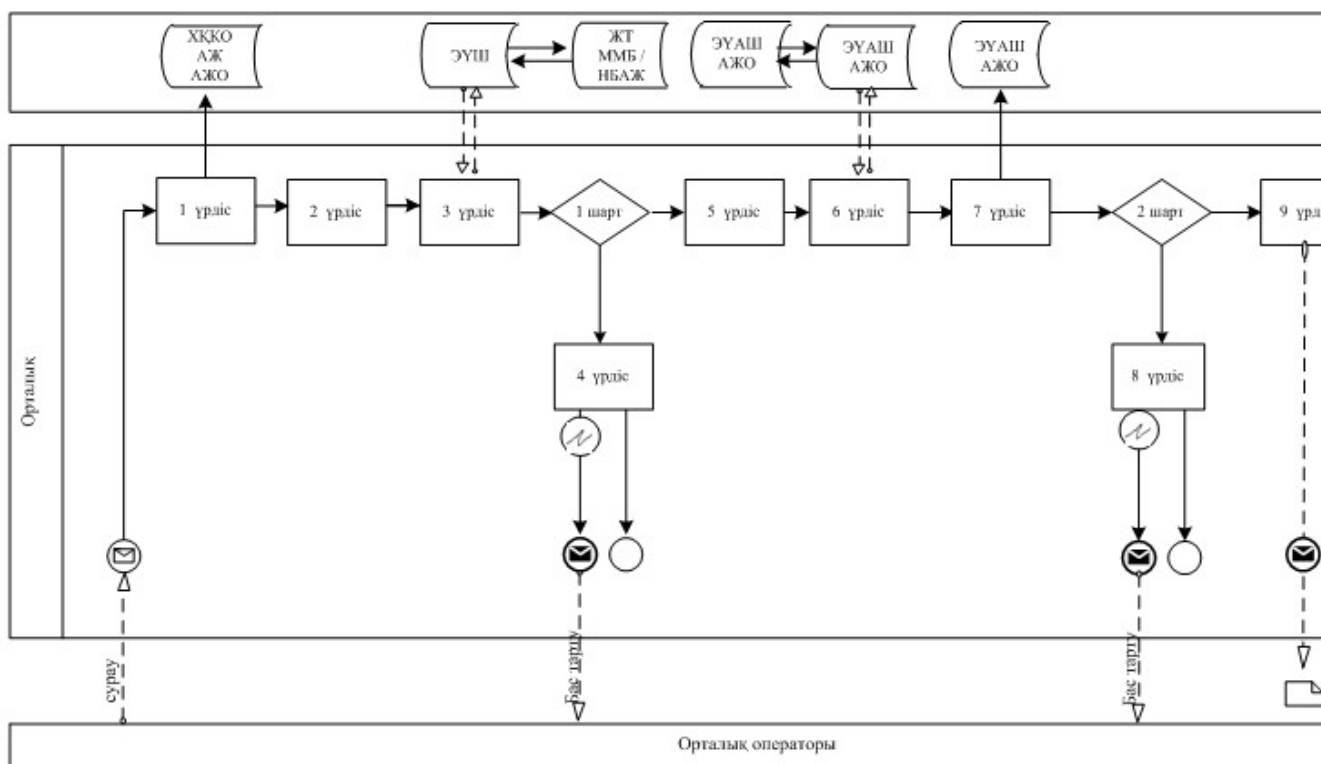 ХҚКО
АЖ
АЖО
ЭҮШ
ЖТ
ММБ /
НБАЖ
ЭҮАШ
АЖО
ЭҮАШ
АЖО
ЭҮАШ
АЖО
1 үрдіс
2 үрдіс
3 үрдіс
1 шарт
5 үрдіс
6 үрдіс
7 үрдіс
2 шарт
9 үрді
4 үрдіс
8 үрдіс
Орталық
сұрау
Бас тарту
Бас тарту
Орталық операторы